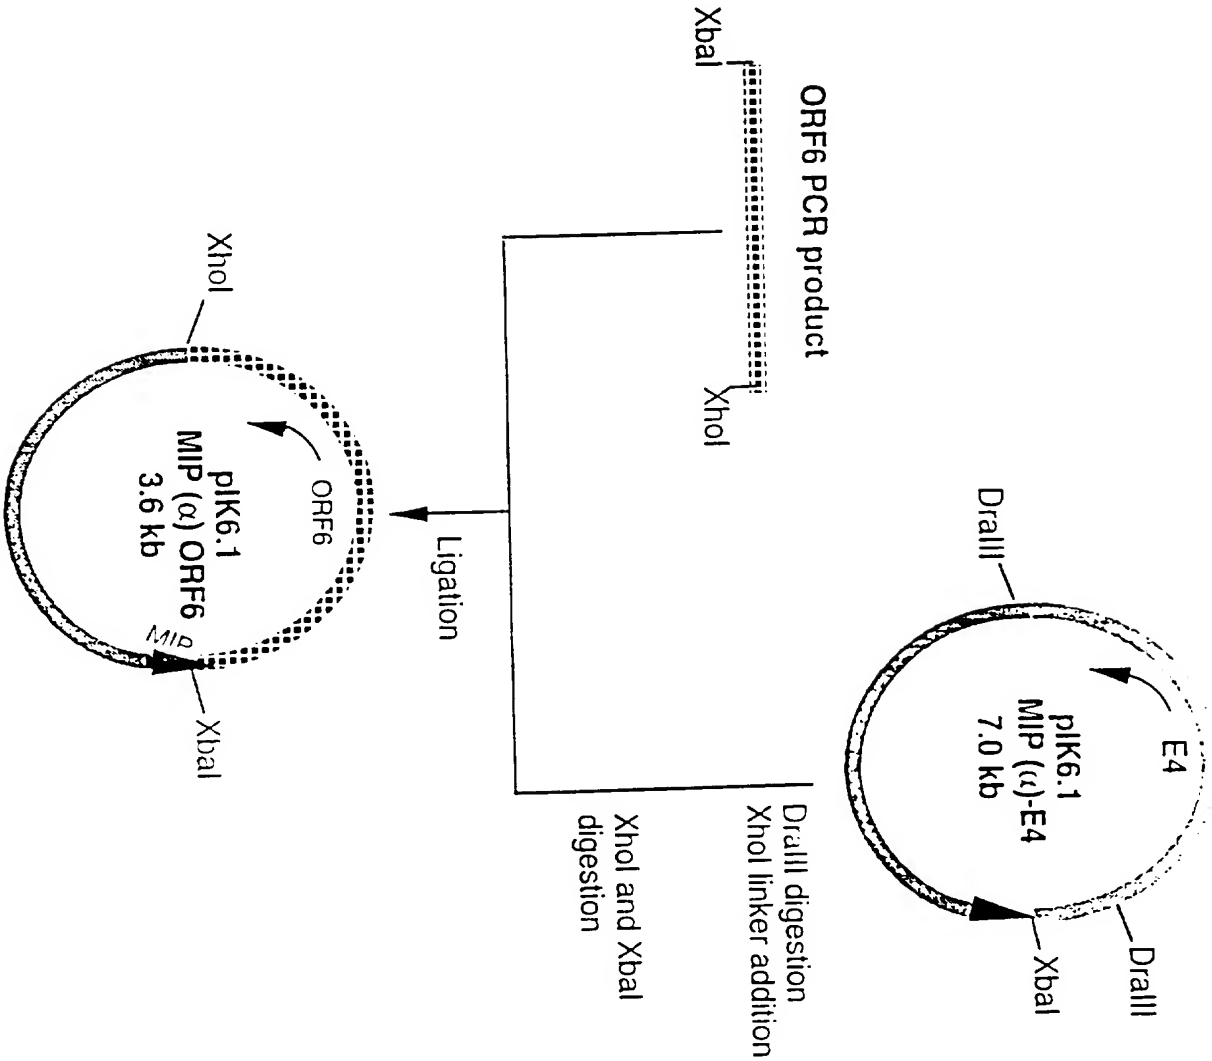 DraIII
E4
pIK6.1
MIP (α)-E4
7.0 kb
DraIII
XbaI
ORF6 PCR product
XbaI
XhoI
DraIII digestion
XhoI linker addition
XhoI and XbaI
digestion
Ligation
XhoI
ORF6
pIK6.1
MIP (α) ORF6
3.6 kb
MIP
XbaI